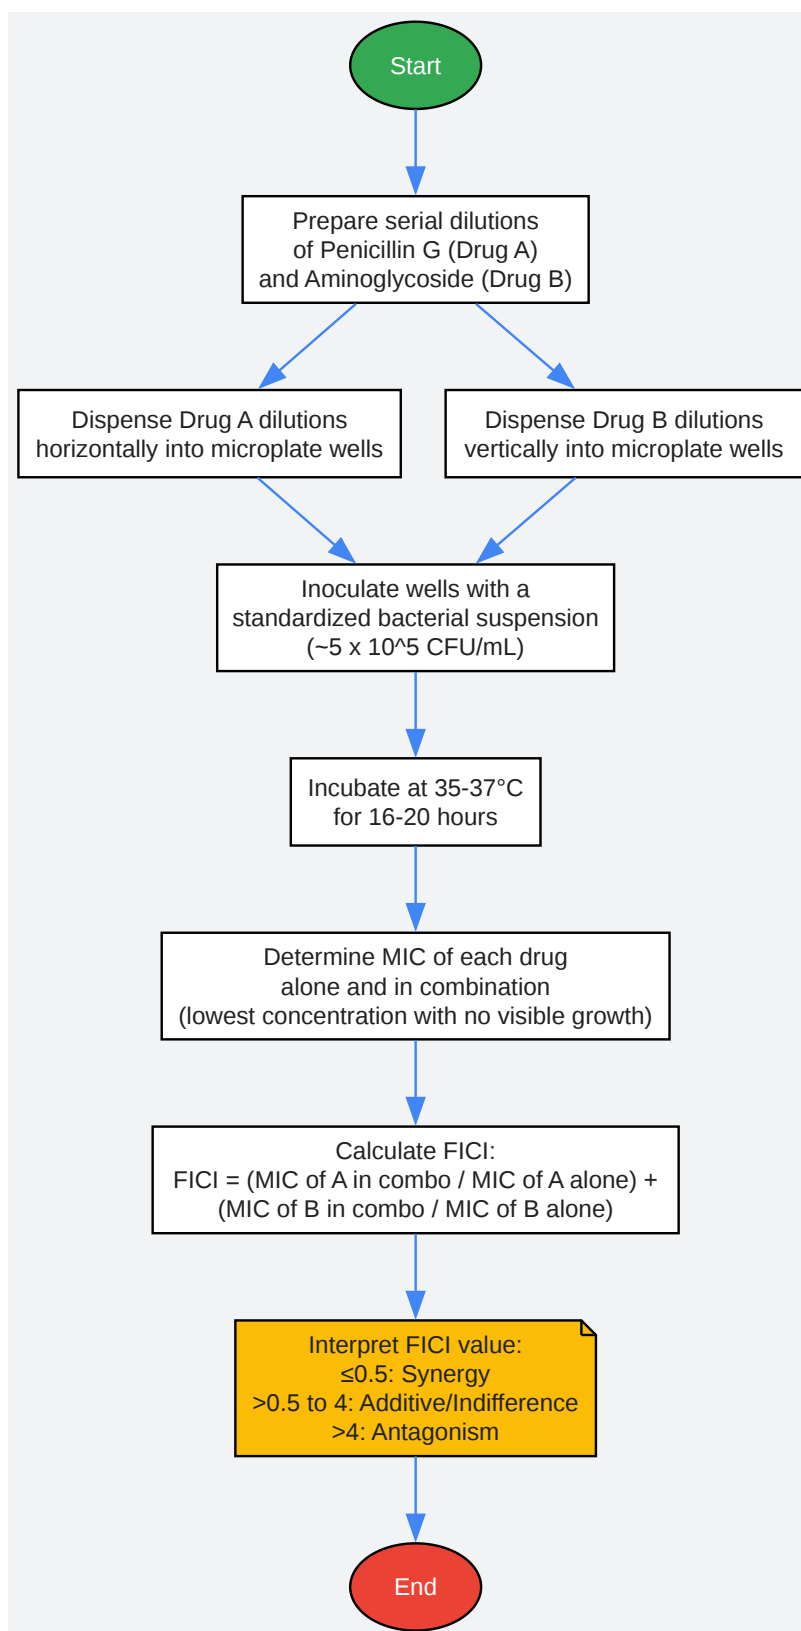 Start
Prepare serial dilutions
of Penicillin G (Drug A)
and Aminoglycoside (Drug B)
Dispense Drug A dilutions
horizontally into microplate wells
Dispense Drug B dilutions
vertically into microplate wells
Inoculate wells with a
standardized bacterial suspension
(~5 x 10^5 CFU/mL)
Incubate at 35-37°C
for 16-20 hours
Determine MIC of each drug
alone and in combination
(lowest concentration with no visible growth)
Calculate FICI:
FICI = (MIC of A in combo / MIC of A alone) +
(MIC of B in combo / MIC of B alone)
Interpret FICI value:
≤0.5: Synergy
>0.5 to 4: Additive/Indifference
>4: Antagonism
End